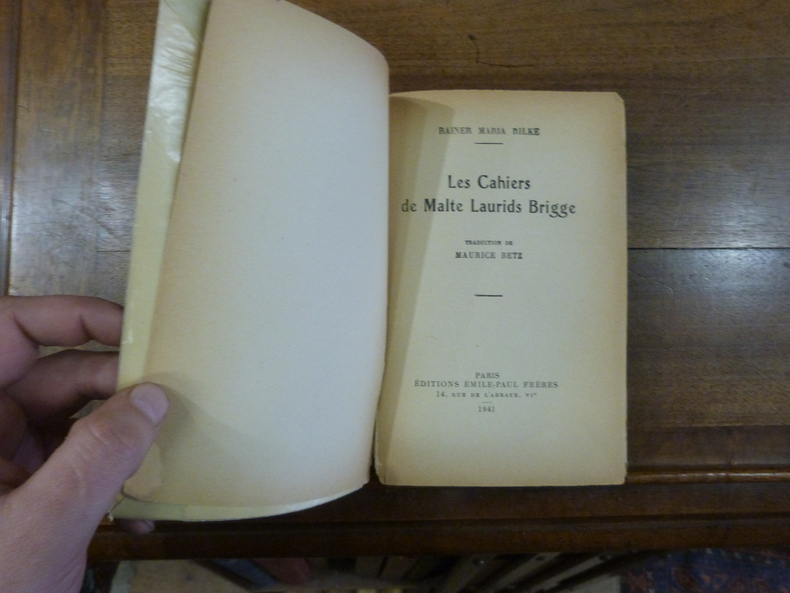 RAINER MARIA RILKE
Les Cahiers
de Malte Laurids Brigge
TRADUCTION DE
MAURICE BETZ
PARIS
ÉDITIONS ÉMILE-PAUL FRÈRES
14, RUE DE L'ABBAYE, VIᵉ
1941